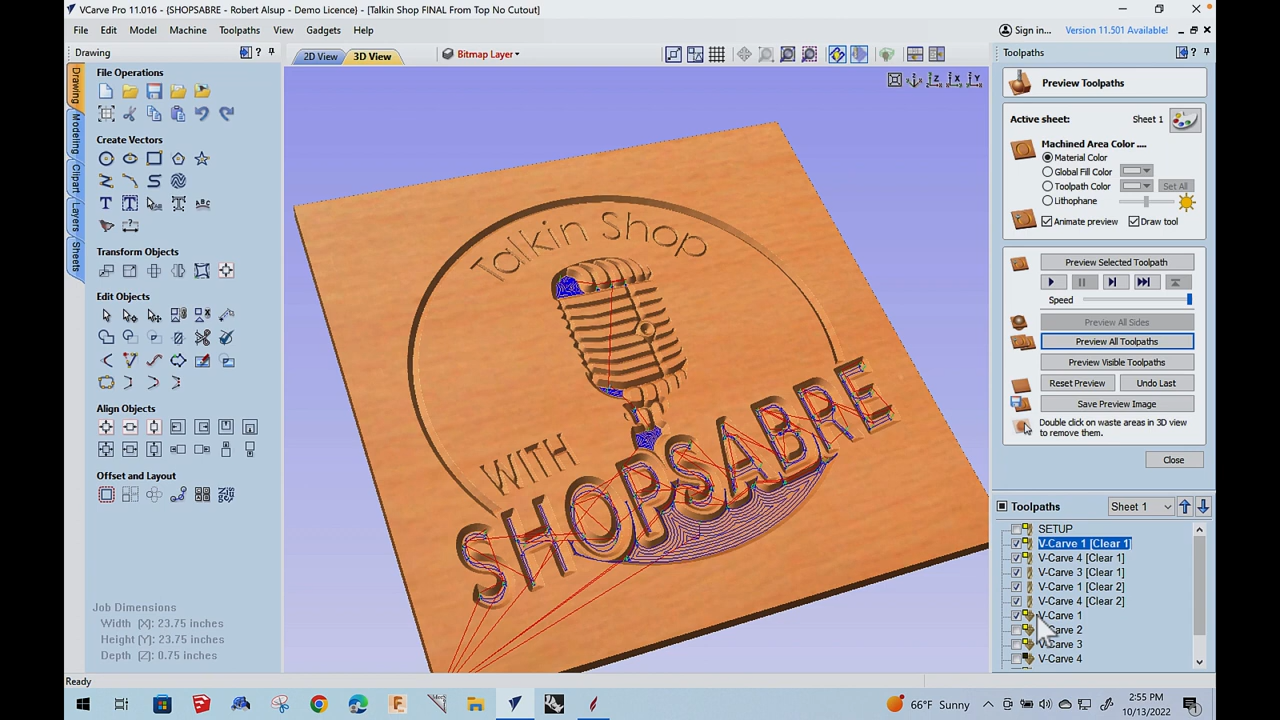 VCarve Pro 11.016 - {SHOPSABRE - Robert Alsup - Demo Licence} - [Talkin Shop FINAL From Top No Cutout]
File Edit Model Machine Toolpaths View Gadgets Help
Sign in... Version 11.501 Available!
Drawing
2D View 3D View Bitmap Layer
Toolpaths
Drawing
Modeling
Clipart
Layers
Sheets
File Operations
Create Vectors
Transform Objects
Edit Objects
Align Objects
Offset and Layout
Job Dimensions
Width (X): 23.75 inches
Height (Y): 23.75 inches
Depth (Z): 0.75 inches
Talkin Shop
WITH
SHOPSABRE
Preview Toolpaths
Active sheet: Sheet 1
Machined Area Color ....
Material Color
Global Fill Color
Toolpath Color Set All
Lithophane
Animate preview Draw tool
Preview Selected Toolpath
Speed
Preview All Sides
Preview All Toolpaths
Preview Visible Toolpaths
Reset Preview Undo Last
Save Preview Image
Double click on waste areas in 3D view
to remove them.
Close
Toolpaths Sheet 1
SETUP
V-Carve 1 [Clear 1]
V-Carve 4 [Clear 1]
V-Carve 3 [Clear 1]
V-Carve 1 [Clear 2]
V-Carve 4 [Clear 2]
V-Carve 1
V-Carve 2
V-Carve 3
V-Carve 4
Ready
66°F Sunny
2:55 PM
10/13/2022